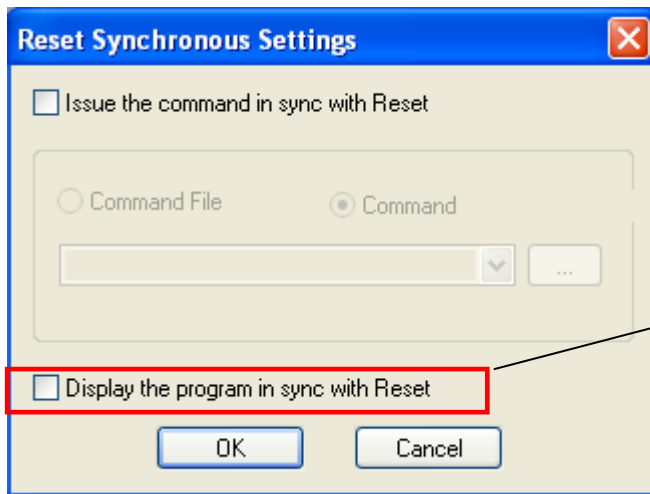 Reset Synchronous Settings
Issue the command in sync with Reset
Command File Command
...
Display the program in sync with Reset
OK Cancel